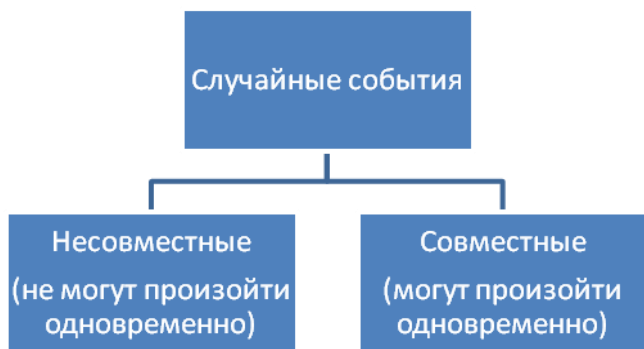 Случайные события
Несовместные
(не могут произойти
одновременно)
Совместные
(могут произойти
одновременно)